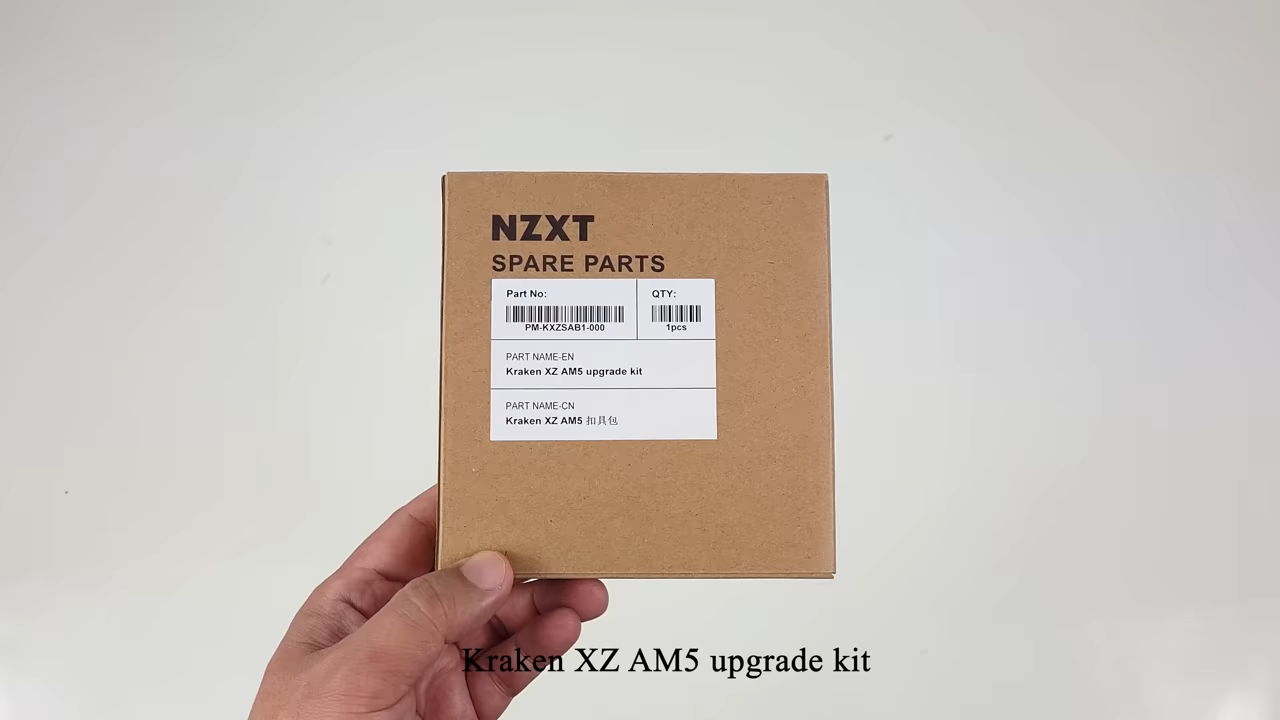 NZXT
SPARE PARTS
Part No:
QTY:
PM-KXZSAB1-000
1pcs
PART NAME-EN
Kraken XZ AM5 upgrade kit
PART NAME-CN
Kraken XZ AM5 扣具包
Kraken XZ AM5 upgrade kit